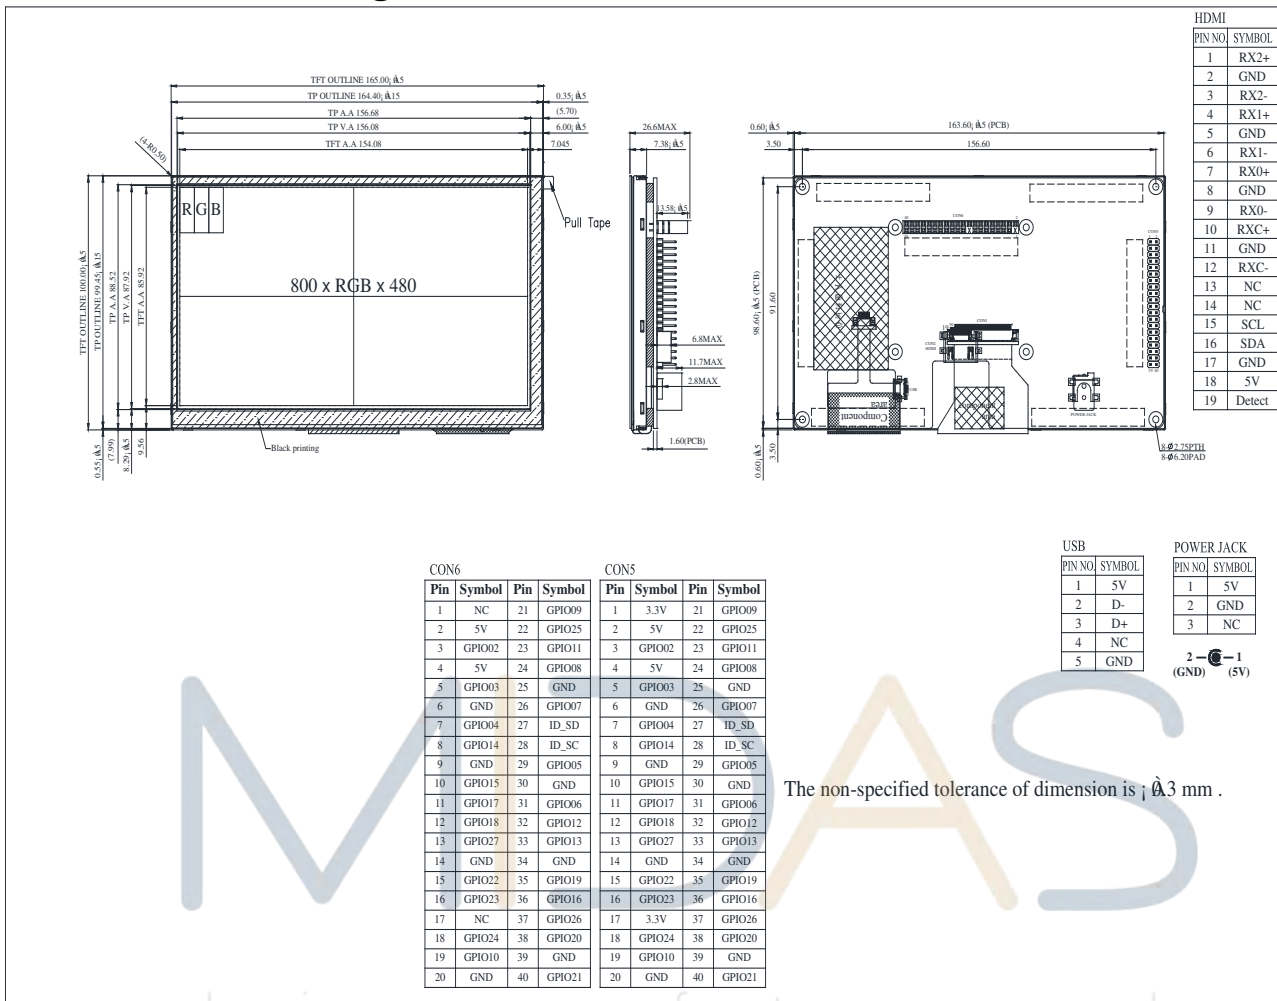 HDMI
PIN NO. SYMBOL
1 RX2+
2 GND
3 RX2-
4 RX1+
5 GND
6 RX1-
7 RX0+
8 GND
9 RX0-
10 RXC+
11 GND
12 RXC-
13 NC
14 NC
15 SCL
16 SDA
17 GND
18 5V
19 Detect
TFT OUTLINE 165.00¡À0.5
TP OUTLINE 164.40¡À0.15
0.35¡À0.5
TP A.A 156.68
(5.70)
TP V.A 156.08
6.00¡À0.5
TFT A.A 154.08
7.045
(4-R0.50)
26.6MAX
7.38¡À0.5
13.58¡À0.5
0.60¡À0.5
163.60¡À0.5 (PCB)
3.50
156.60
R G B
Pull Tape
800 x RGB x 480
TFT OUTLINE 100.00¡À0.5
TP OUTLINE 99.45¡À0.15
TP A.A 88.52
TP V.A 87.92
TFT A.A 85.92
98.60¡À0.5 (PCB)
91.60
CON6
CON5
CON1
CON2
HDMI
6.8MAX
11.7MAX
2.8MAX
Component
area
POWER JACK
Black printing
1.60(PCB)
0.55¡À0.5
(7.99)
8.29¡À0.5
9.56
0.60¡À0.5
3.50
8-ϕ2.75PTH
8-ϕ6.20PAD
USB
PIN NO. SYMBOL
1 5V
2 D-
3 D+
4 NC
5 GND
POWER JACK
PIN NO. SYMBOL
1 5V
2 GND
3 NC
2 1
(GND) (5V)
CON6
Pin Symbol Pin Symbol
1 NC 21 GPIO09
2 5V 22 GPIO25
3 GPIO02 23 GPIO11
4 5V 24 GPIO08
5 GPIO03 25 GND
6 GND 26 GPIO07
7 GPIO04 27 ID_SD
8 GPIO14 28 ID_SC
9 GND 29 GPIO05
10 GPIO15 30 GND
11 GPIO17 31 GPIO06
12 GPIO18 32 GPIO12
13 GPIO27 33 GPIO13
14 GND 34 GND
15 GPIO22 35 GPIO19
16 GPIO23 36 GPIO16
17 NC 37 GPIO26
18 GPIO24 38 GPIO20
19 GPIO10 39 GND
20 GND 40 GPIO21
CON5
Pin Symbol Pin Symbol
1 3.3V 21 GPIO09
2 5V 22 GPIO25
3 GPIO02 23 GPIO11
4 5V 24 GPIO08
5 GPIO03 25 GND
6 GND 26 GPIO07
7 GPIO04 27 ID_SD
8 GPIO14 28 ID_SC
9 GND 29 GPIO05
10 GPIO15 30 GND
11 GPIO17 31 GPIO06
12 GPIO18 32 GPIO12
13 GPIO27 33 GPIO13
14 GND 34 GND
15 GPIO22 35 GPIO19
16 GPIO23 36 GPIO16
17 3.3V 37 GPIO26
18 GPIO24 38 GPIO20
19 GPIO10 39 GND
20 GND 40 GPIO21
The non-specified tolerance of dimension is ¡À0.3 mm .
MIDAS